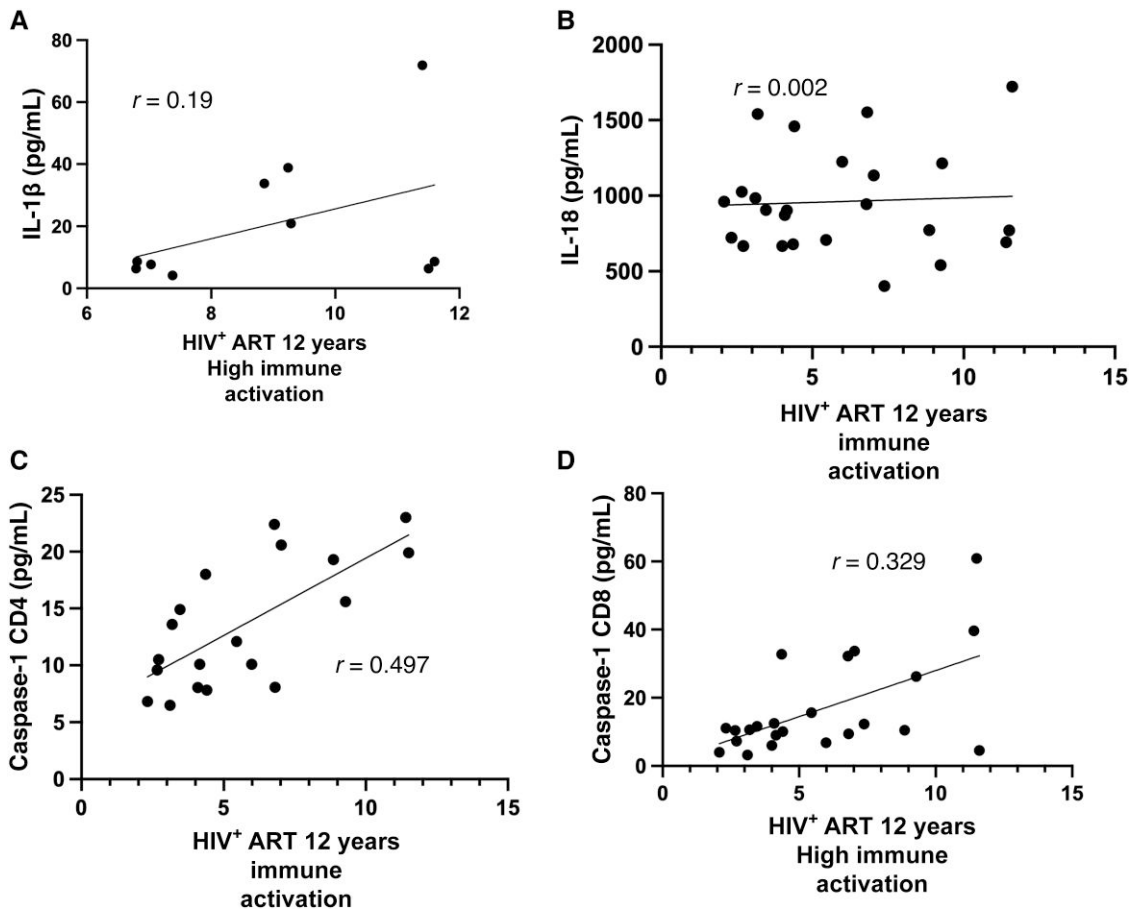 A
IL-1β (pg/mL)
80
60
40
20
0
r = 0.19
6 8 10 12
HIV⁺ ART 12 years
High immune
activation
B
IL-18 (pg/mL)
2000
1500
1000
500
0
r = 0.002
0 5 10 15
HIV⁺ ART 12 years
immune
activation
C
Caspase-1 CD4 (pg/mL)
25
20
15
10
5
0
r = 0.497
0 5 10 15
HIV⁺ ART 12 years
immune
activation
D
Caspase-1 CD8 (pg/mL)
80
60
40
20
0
r = 0.329
0 5 10 15
HIV⁺ ART 12 years
High immune
activation